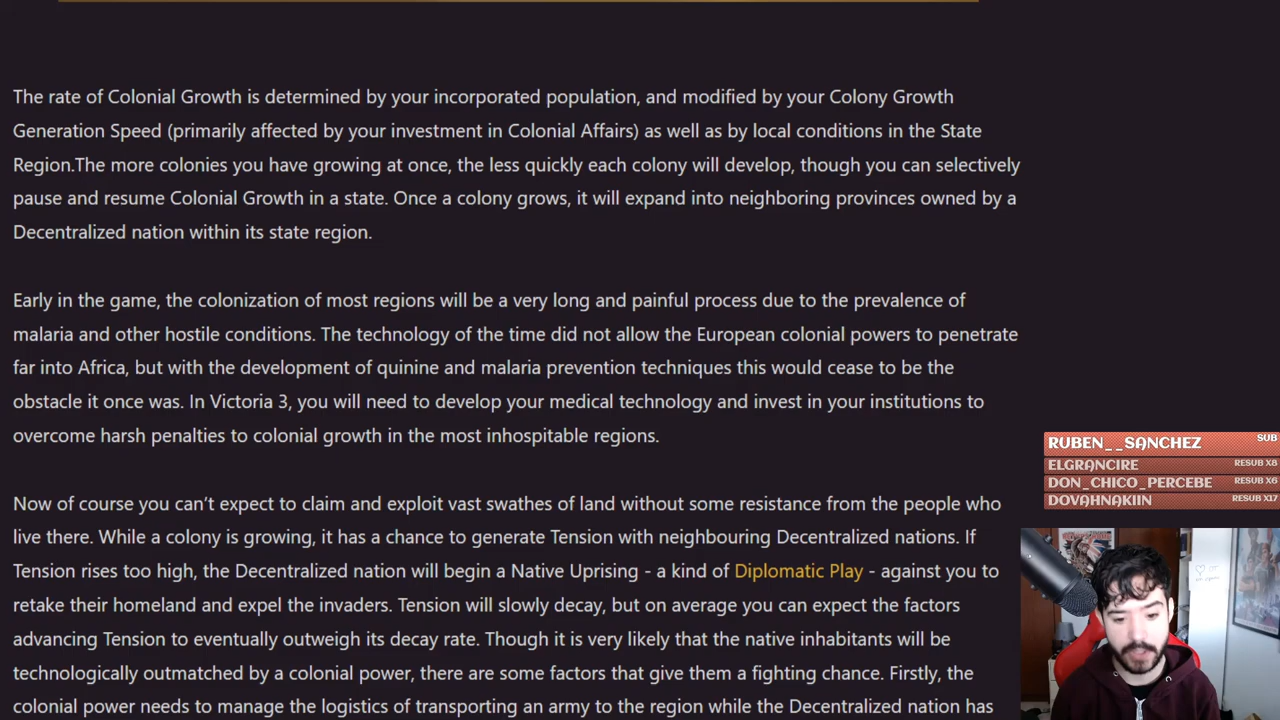 The rate of Colonial Growth is determined by your incorporated population, and modified by your Colony Growth
Generation Speed (primarily affected by your investment in Colonial Affairs) as well as by local conditions in the State
Region.The more colonies you have growing at once, the less quickly each colony will develop, though you can selectively
pause and resume Colonial Growth in a state. Once a colony grows, it will expand into neighboring provinces owned by a
Decentralized nation within its state region.
Early in the game, the colonization of most regions will be a very long and painful process due to the prevalence of
malaria and other hostile conditions. The technology of the time did not allow the European colonial powers to penetrate
far into Africa, but with the development of quinine and malaria prevention techniques this would cease to be the
obstacle it once was. In Victoria 3, you will need to develop your medical technology and invest in your institutions to
overcome harsh penalties to colonial growth in the most inhospitable regions.
Now of course you can’t expect to claim and exploit vast swathes of land without some resistance from the people who
live there. While a colony is growing, it has a chance to generate Tension with neighbouring Decentralized nations. If
Tension rises too high, the Decentralized nation will begin a Native Uprising - a kind of Diplomatic Play - against you to
retake their homeland and expel the invaders. Tension will slowly decay, but on average you can expect the factors
advancing Tension to eventually outweigh its decay rate. Though it is very likely that the native inhabitants will be
technologically outmatched by a colonial power, there are some factors that give them a fighting chance. Firstly, the
colonial power needs to manage the logistics of transporting an army to the region while the Decentralized nation has
RUBEN__SANCHEZ SUB
ELGRANCIRE RESUB X8
DON_CHICO_PERCEBE RESUB X6
DOVAHNAKIIN RESUB X17